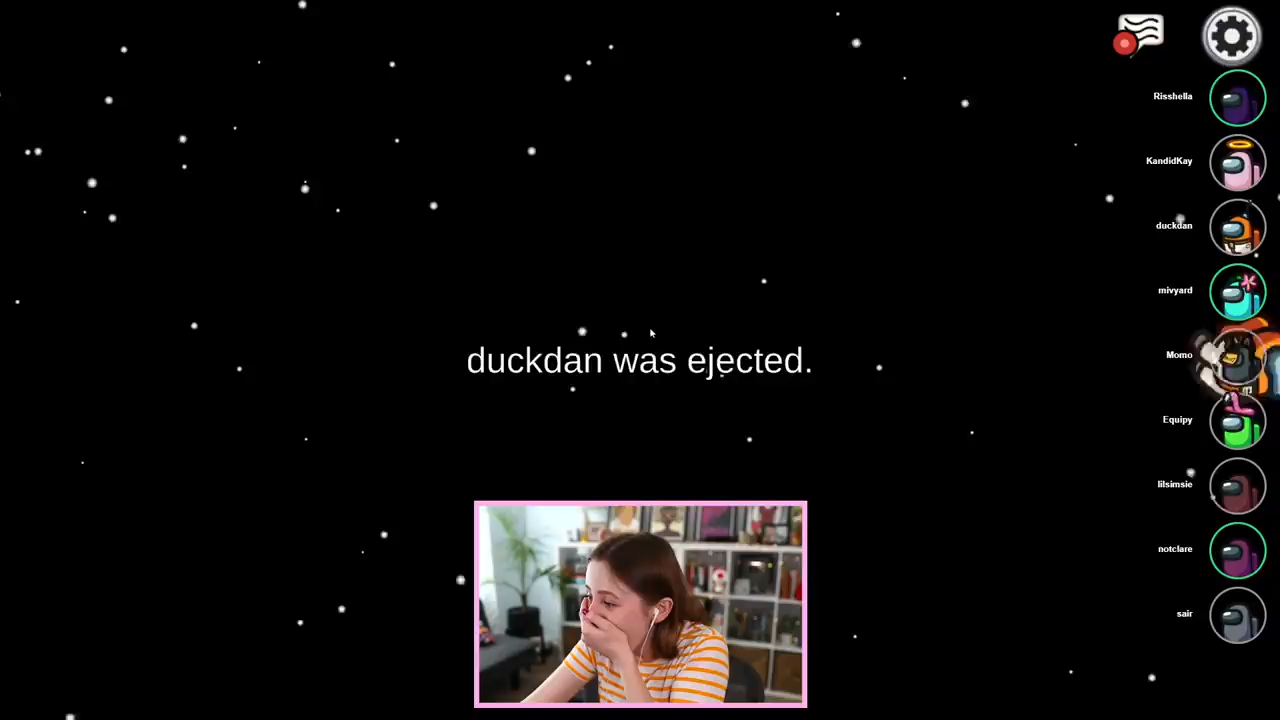 Risshella
KandidKay
duckdan
mivyard
Momo
duckdan was ejected.
Equipy
lilsimsie
notclare
sair